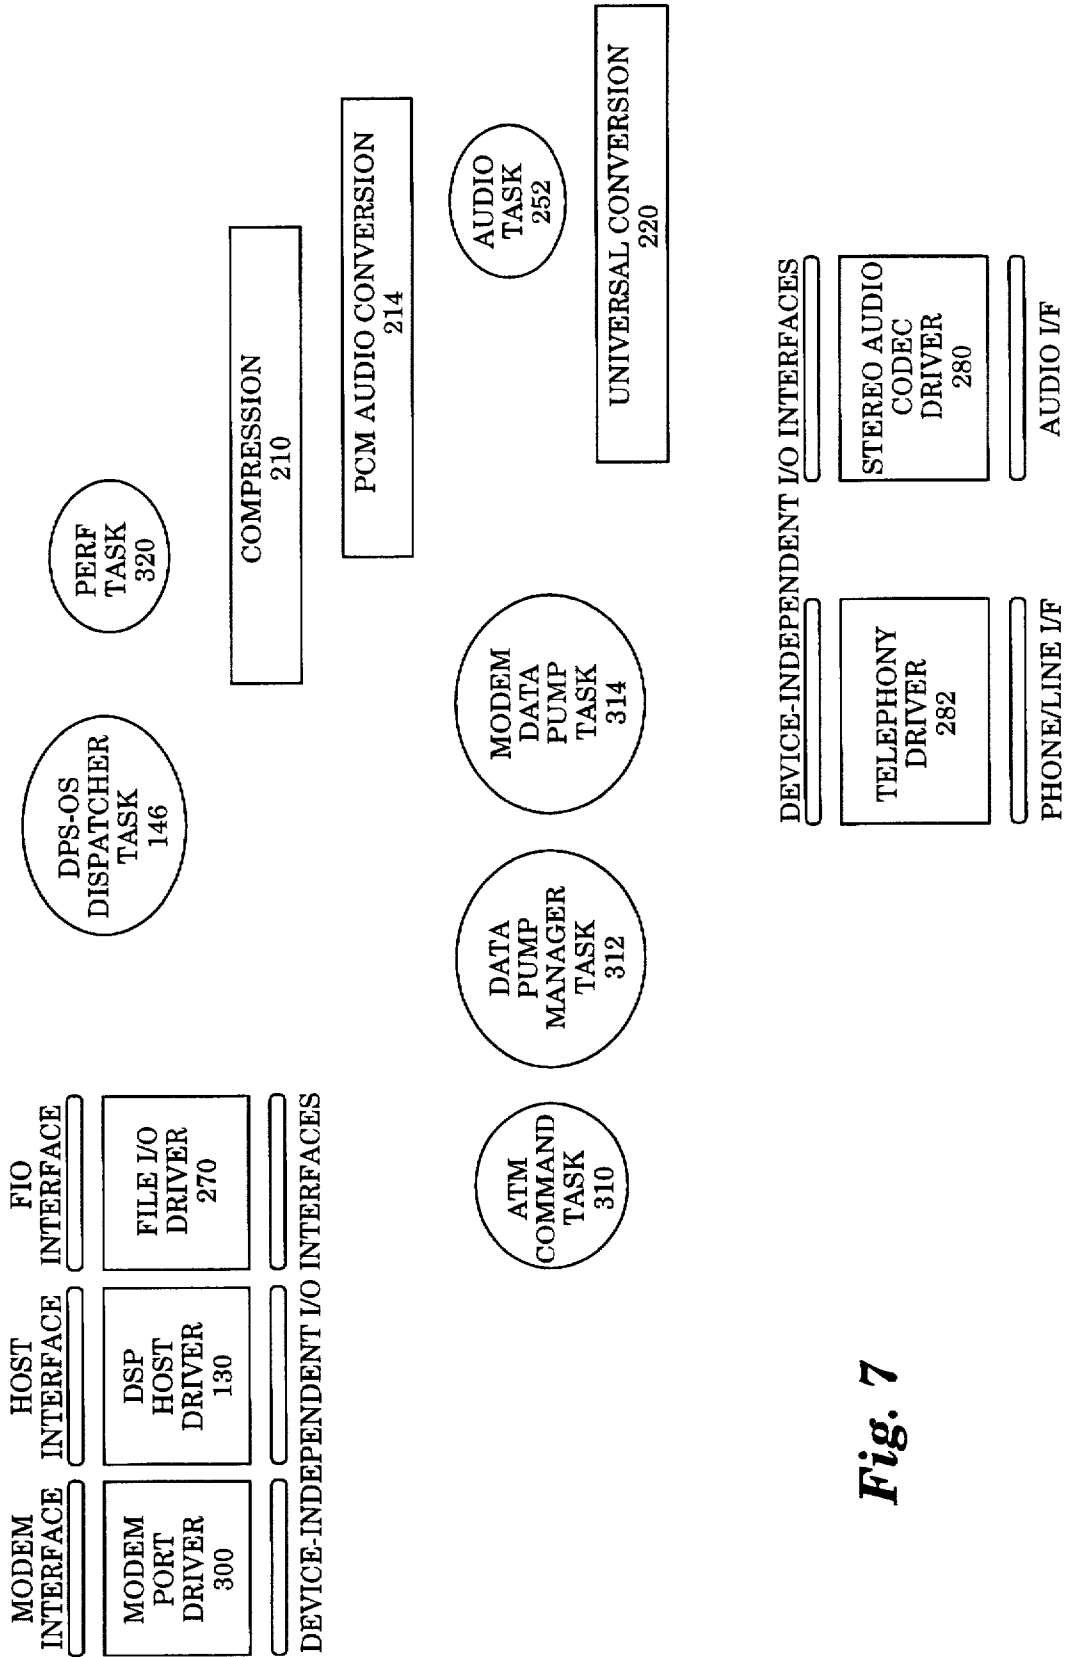 MODEM
INTERFACE
HOST
INTERFACE
FIO
INTERFACE
MODEM
PORT
DRIVER
300
DSP
HOST
DRIVER
130
FILE I/O
DRIVER
270
DEVICE-INDEPENDENT I/O INTERFACES
DPS-OS
DISPATCHER
TASK
146
PERF
TASK
320
COMPRESSION
210
PCM AUDIO CONVERSION
214
ATM
COMMAND
TASK
310
DATA
PUMP
MANAGER
TASK
312
MODEM
DATA
PUMP
TASK
314
AUDIO
TASK
252
UNIVERSAL CONVERSION
220
DEVICE-INDEPENDENT I/O INTERFACES
TELEPHONY
DRIVER
282
STEREO AUDIO
CODEC
DRIVER
280
PHONE/LINE I/F
AUDIO I/F
Fig. 7